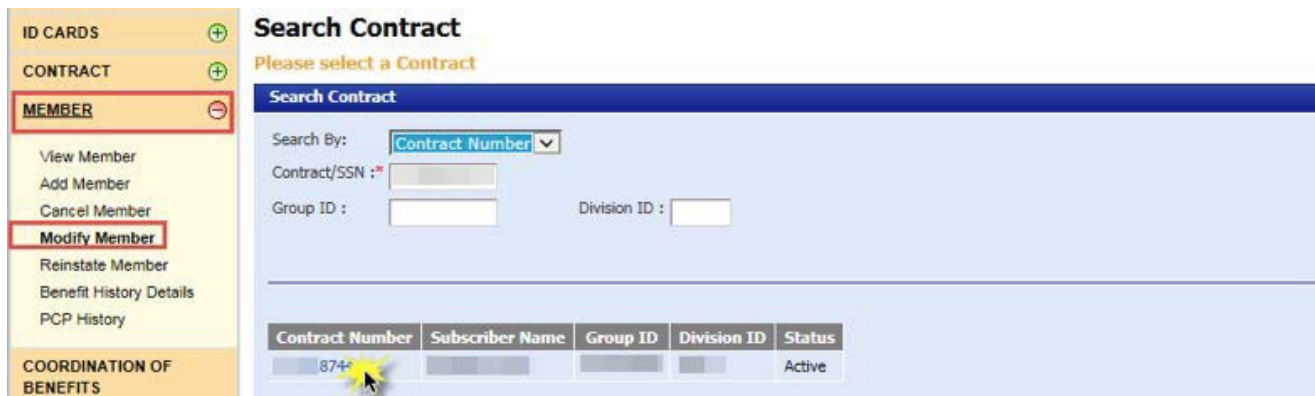 ID CARDS
CONTRACT
MEMBER
View Member
Add Member
Cancel Member
Modify Member
Reinstate Member
Benefit History Details
PCP History
COORDINATION OF
BENEFITS
Search Contract
Please select a Contract
Search Contract
Search By: Contract Number
Contract/SSN :*
Group ID : Division ID :
Contract Number Subscriber Name Group ID Division ID Status
Active